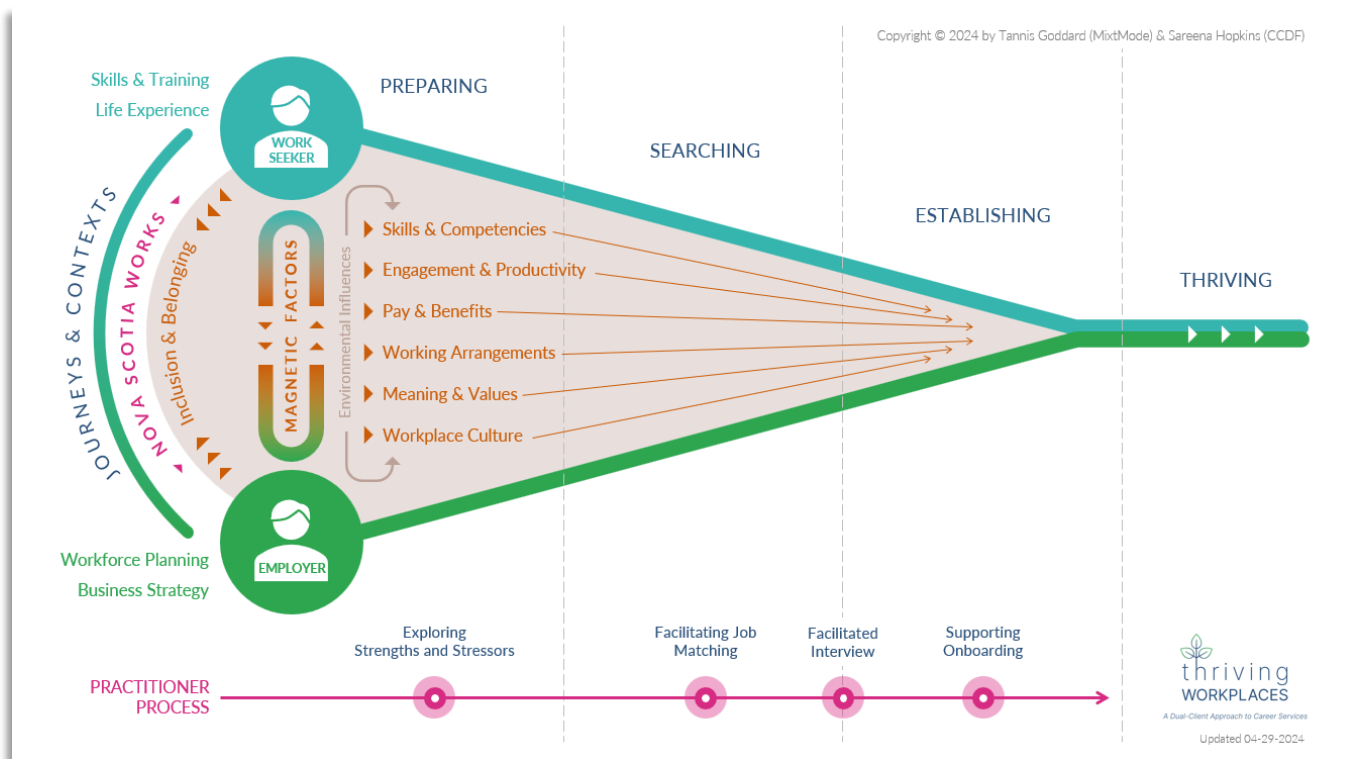 Copyright © 2024 by Tannis Goddard (MixtMode) & Sareena Hopkins (CCDF)
Skills & Training
Life Experience
WORK
SEEKER
PREPARING
SEARCHING
ESTABLISHING
THRIVING
JOURNEYS & CONTEXTS
NOVA SCOTIA WORKS
Inclusion & Belonging
MAGNETIC FACTORS
Environmental Influences
Skills & Competencies
Engagement & Productivity
Pay & Benefits
Working Arrangements
Meaning & Values
Workplace Culture
EMPLOYER
Workforce Planning
Business Strategy
Exploring
Strengths and Stressors
Facilitating Job
Matching
Facilitated
Interview
Supporting
Onboarding
PRACTITIONER
PROCESS
thriving
WORKPLACES
A Dual-Client Approach to Career Services
Updated 04-29-2024